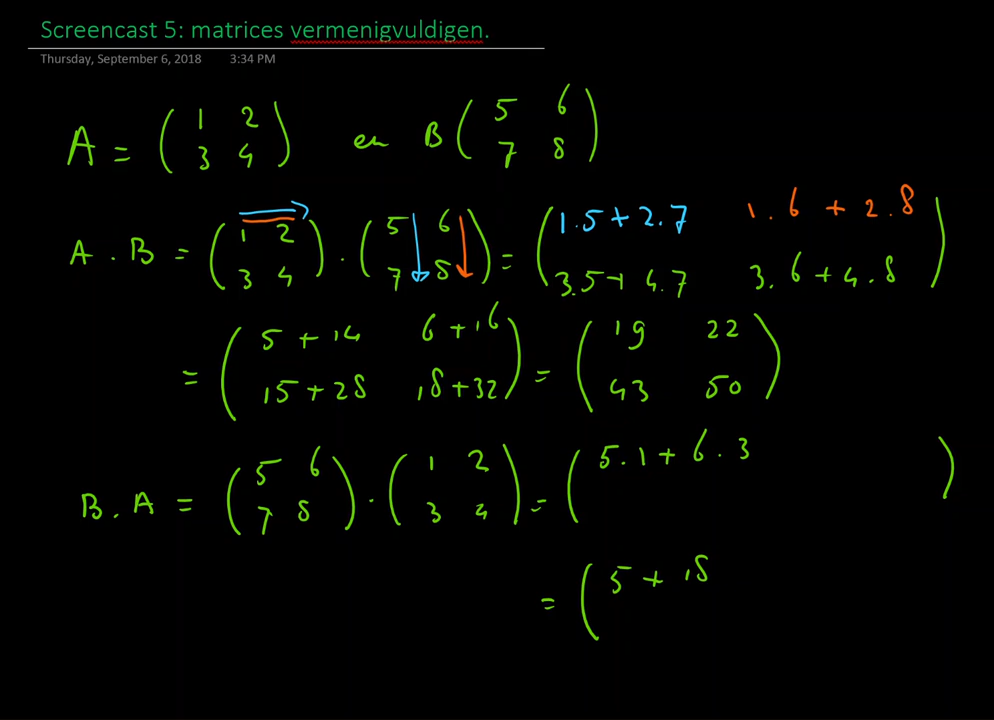 Screencast 5: matrices vermenigvuldigen.
Thursday, September 6, 2018 3:34 PM
A = ( 1 2 ) en B ( 5 6 )
3 4 7 8
A . B = ( 1 2 ) . ( 5 6 ) = ( 1.5 + 2.7 1.6 + 2.8 )
3 4 7 8 3.5 + 4.7 3.6 + 4.8
= ( 5 + 14 6 + 16 ) = ( 19 22 )
15 + 28 18 + 32 43 50
B . A = ( 5 6 ) . ( 1 2 ) = ( 5.1 + 6.3 )
7 8 3 4
= ( 5 + 18